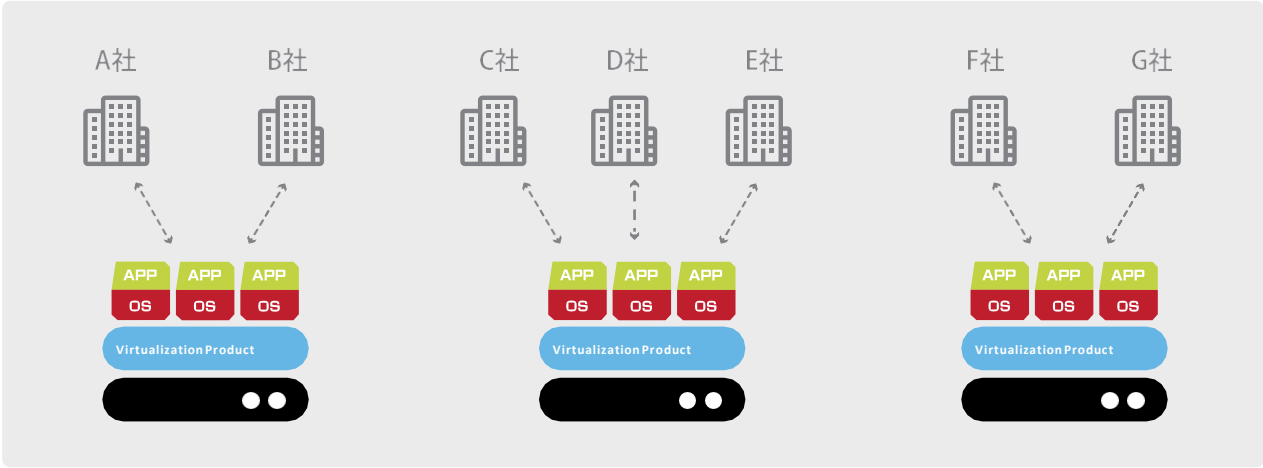 A社 B社 C社 D社 E社 F社 G社
APP APP APP APP APP APP APP APP APP
OS OS OS OS OS OS OS OS OS
Virtualization Product Virtualization Product Virtualization Product